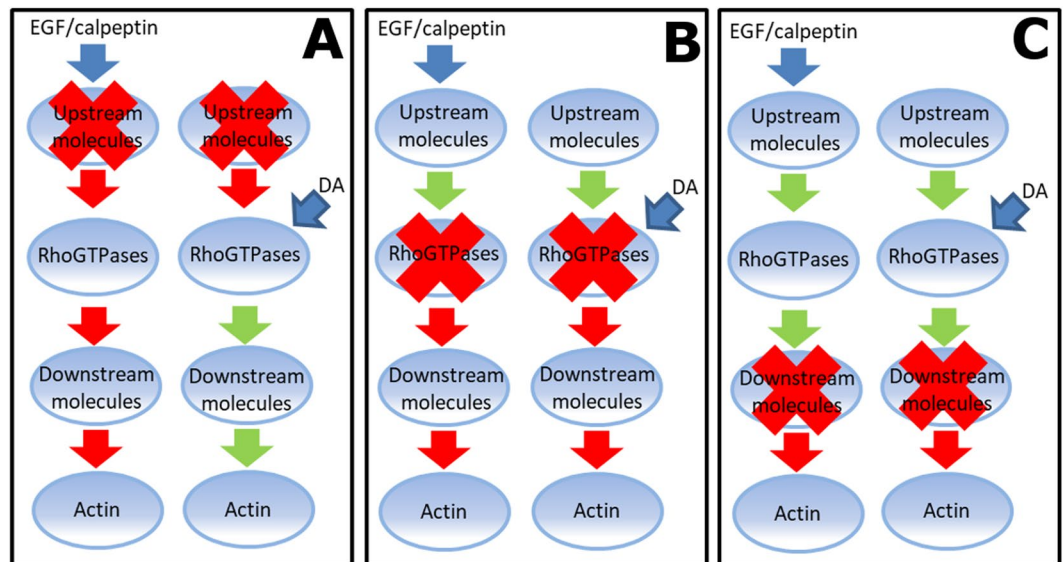 A
EGF/calpeptin
Upstream
molecules
Upstream
molecules
DA
RhoGTPases
RhoGTPases
Downstream
molecules
Downstream
molecules
Actin
Actin
B
EGF/calpeptin
Upstream
molecules
Upstream
molecules
DA
RhoGTPases
RhoGTPases
Downstream
molecules
Downstream
molecules
Actin
Actin
C
EGF/calpeptin
Upstream
molecules
Upstream
molecules
DA
RhoGTPases
RhoGTPases
Downstream
molecules
Downstream
molecules
Actin
Actin